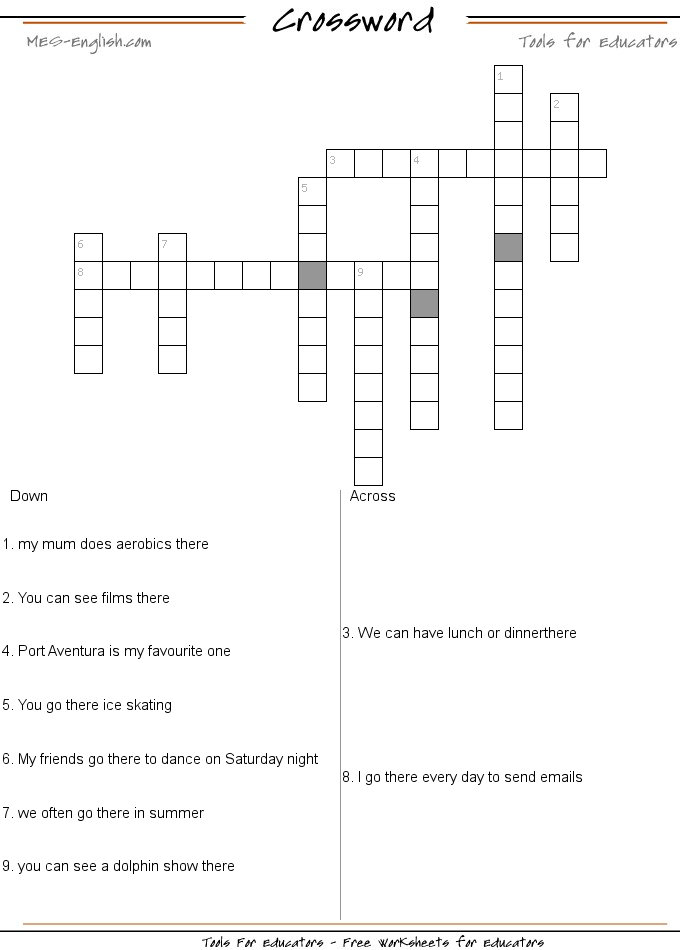 Crossword
MES-English.com
Tools for Educators
1
2
3
4
5
6
7
8
9
Down
Across
1. my mum does aerobics there
2. You can see films there
3. We can have lunch or dinnerthere
4. Port Aventura is my favourite one
5. You go there ice skating
6. My friends go there to dance on Saturday night
8. I go there every day to send emails
7. we often go there in summer
9. you can see a dolphin show there
Tools For Educators - Free Worksheets for Educators